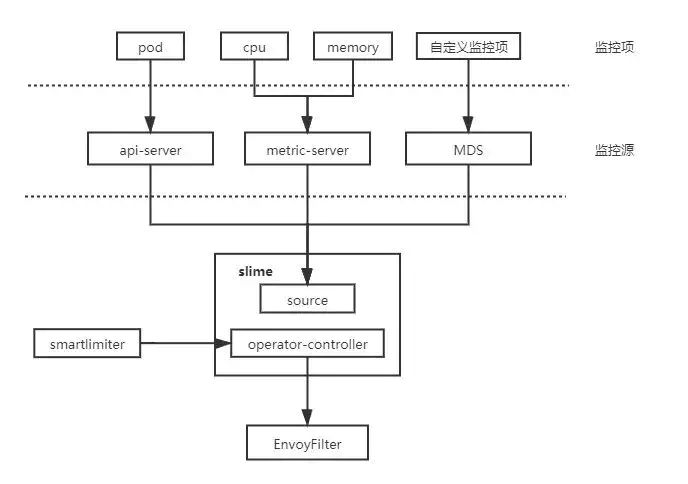 pod
cpu
memory
自定义监控项
监控项
api-server
metric-server
MDS
监控源
slime
source
smartlimiter
operator-controller
EnvoyFilter